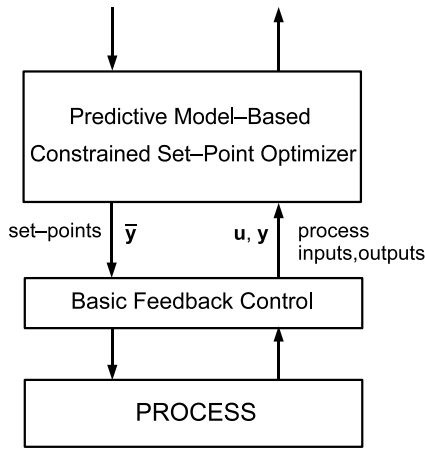 Predictive Model–Based
Constrained Set–Point Optimizer
set–points y̅ u, y process
inputs,outputs
Basic Feedback Control
PROCESS